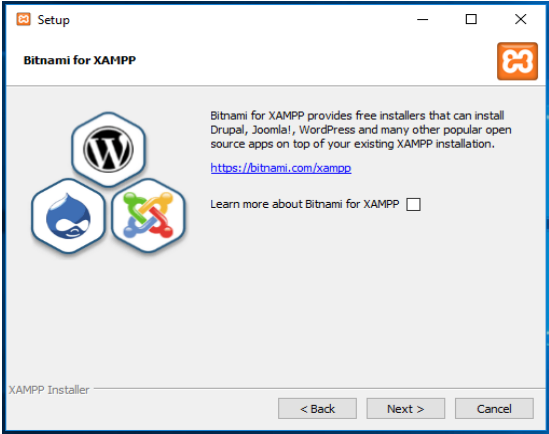 Setup
Bitnami for XAMPP
Bitnami for XAMPP provides free installers that can install
Drupal, Joomla!, WordPress and many other popular open
source apps on top of your existing XAMPP installation.
https://bitnami.com/xampp
Learn more about Bitnami for XAMPP
XAMPP Installer
< Back
Next >
Cancel